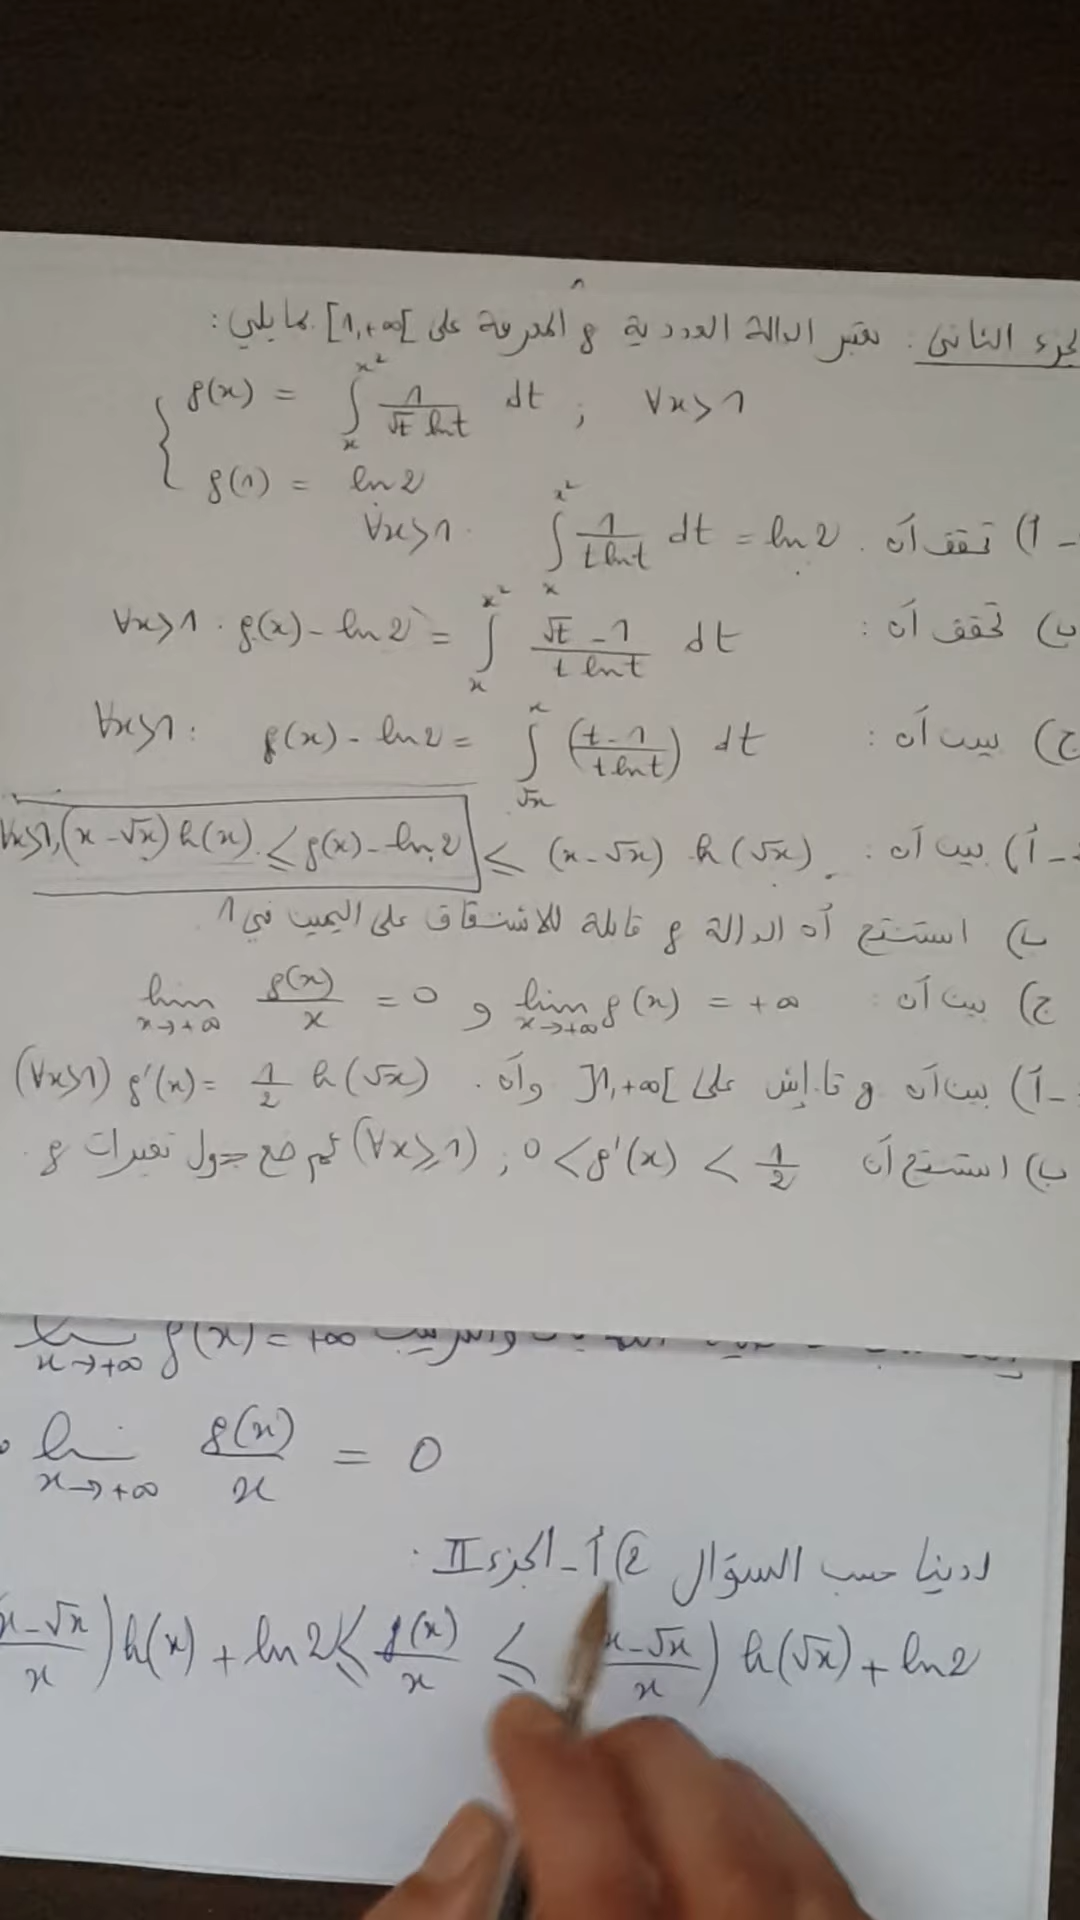 الجزء الثاني: نعتبر الدالة العددية g المعرفة على [1,+∞[ بما يلي:
{ g(x) = ∫_x^{x²} 1/(√t ln t) dt ; ∀x>1
g(1) = ln2
أ) تحقق أن. ∀x>1. ∫_x^{x²} 1/(t ln t) dt = ln2
ب) تحقق أن: ∀x>1. g(x) - ln2 = ∫_x^{x²} (√t - 1)/(t ln t) dt
ج) بين أن: ∀x>1: g(x) - ln2 = ∫_{√x}^{x} ((t-1)/(t ln t)) dt
أ) بين أن: ∀x>1, (x-√x) h(x) ≤ g(x) - ln2 ≤ (x-√x) h(√x).
ب) استنتج أن الدالة g قابلة للاشتقاق على اليمين في 1
ج) بين أن: lim_{x→+∞} g(x) = +∞ و lim_{x→+∞} g(x)/x = 0
أ) بين أن g قا.إش على ]1,+∞[ وأن. (∀x>1) g'(x) = 1/2 h(√x)
ب) استنتج أن 0 < g'(x) < 1/2 ; (∀x≥1) ثم ضع جدول تغيرات g.
lim_{x→+∞} g(x) = +∞
lim_{x→+∞} g(x)/x = 0
لدينا حسب السؤال 2) أ- الجزء II:
x-√x/x) h(x) + ln2 ≤ g(x)/x ≤ x-√x/x) h(√x) + ln2